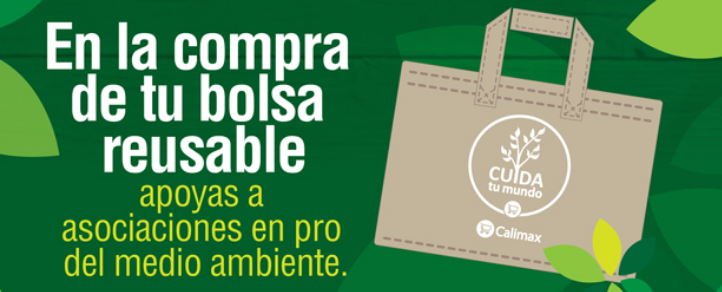 En la compra
de tu bolsa
reusable
apoyas a
asociaciones en pro
del medio ambiente.
CUIDA
tu mundo
Calimax